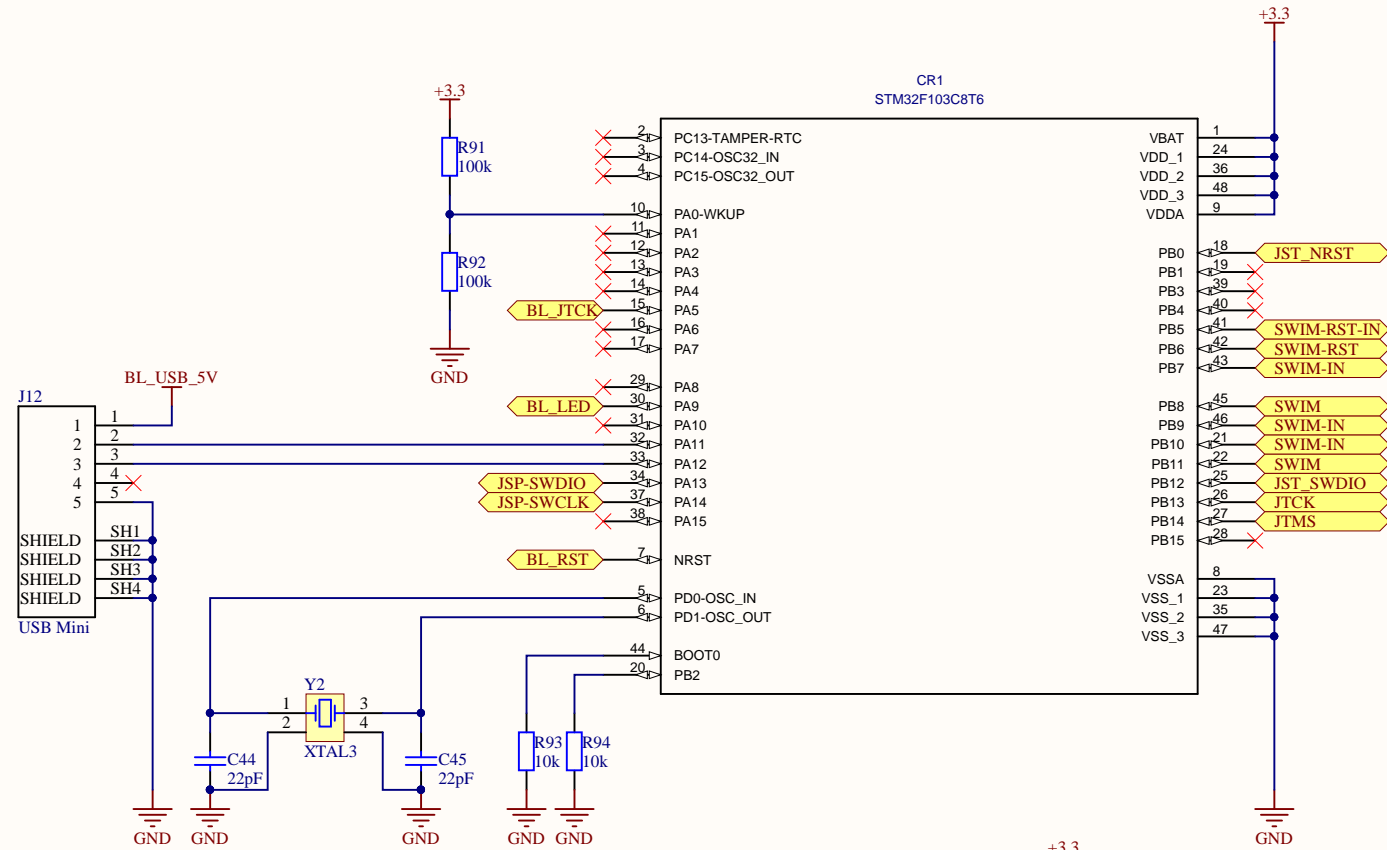 +3.3
CR1
STM32F103C8T6
+3.3
R91
100k
R92
100k
GND
2 PC13-TAMPER-RTC
3 PC14-OSC32_IN
4 PC15-OSC32_OUT
10 PA0-WKUP
11 PA1
12 PA2
13 PA3
14 PA4
BL_JTCK 15 PA5
16 PA6
17 PA7
29 PA8
BL_LED 30 PA9
31 PA10
32 PA11
33 PA12
JSP-SWDIO 34 PA13
JSP-SWCLK 37 PA14
38 PA15
BL_RST 7 NRST
5 PD0-OSC_IN
6 PD1-OSC_OUT
44 BOOT0
20 PB2
VBAT 1
VDD_1 24
VDD_2 36
VDD_3 48
VDDA 9
PB0 18 JST_NRST
PB1 19
PB3 39
PB4 40
PB5 41 SWIM-RST-IN
PB6 42 SWIM-RST
PB7 43 SWIM-IN
PB8 45 SWIM
PB9 46 SWIM-IN
PB10 21 SWIM-IN
PB11 22 SWIM
PB12 25 JST_SWDIO
PB13 26 JTCK
PB14 27 JTMS
PB15 28
VSSA 8
VSS_1 23
VSS_2 35
VSS_3 47
BL_USB_5V
J12
1 1
2 2
3 3
4 4
5 5
SHIELD SH1
SHIELD SH2
SHIELD SH3
SHIELD SH4
USB Mini
Y2
1 3
2 4
XTAL3
C44
22pF
C45
22pF
R93
10k
R94
10k
GND GND GND GND GND GND
+3.3